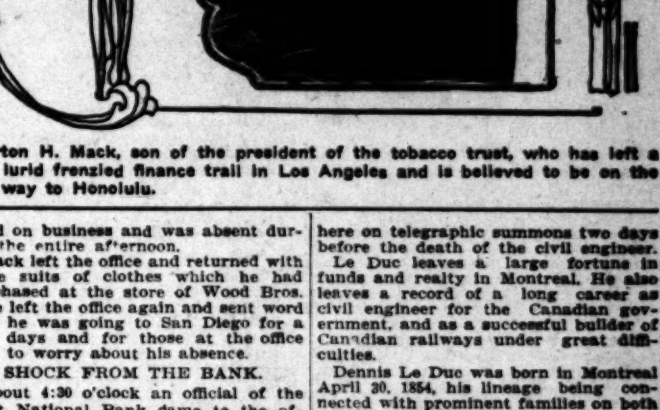 ton H. Mack, son of the president of the tobacco trust, who has left a
lurid frenzied finance trail in Los Angeles and is believed to be on the
way to Honolulu.
on business and was absent dur-
the entire afternoon.
ack left the office and returned with
suits of clothes which he had
hased at the store of Wood Bros.
left the office again and sent word
he was going to San Diego for a
days and for those at the office
to worry about his absence.
SHOCK FROM THE BANK.
bout 4:30 o'clock an official of the
National Bank came to the of-
here on telegraphic summons two days
before the death of the civil engineer.
Le Duc leaves a large fortune in
funds and realty in Montreal. He also
leaves a record of a long career as
civil engineer for the Canadian gov-
ernment, and as a successful builder of
Canadian railways under great diffi-
culties.
Dennis Le Duc was born in Montreal
April 30, 1854, his lineage being con-
nected with prominent families on both